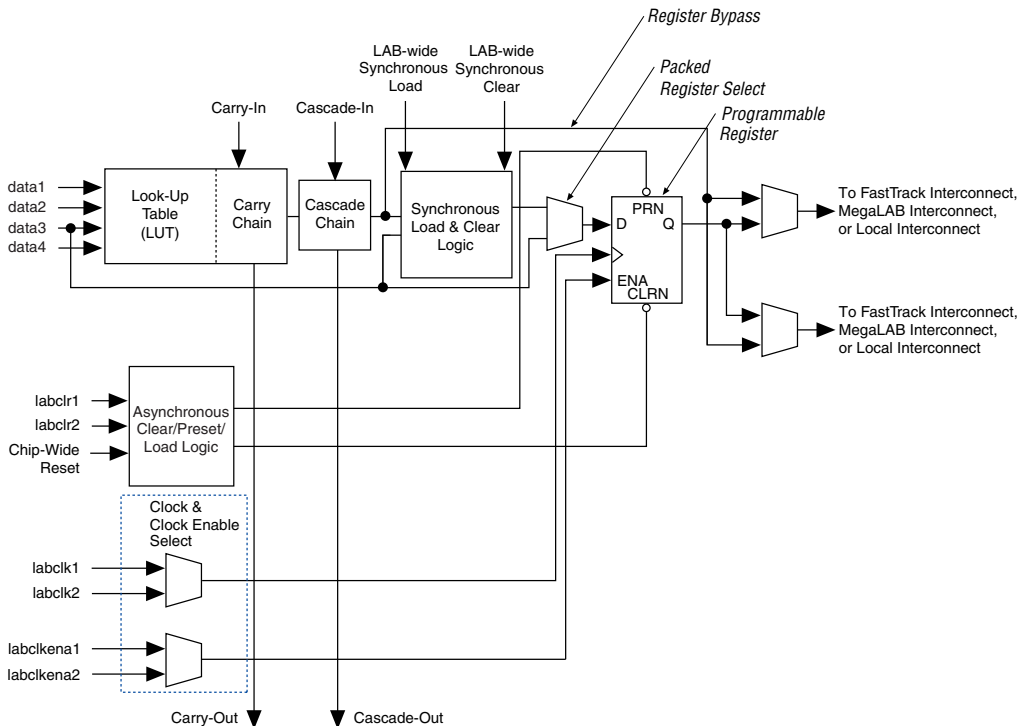 Register Bypass
LAB-wide
Synchronous
Load
LAB-wide
Synchronous
Clear
Packed
Register Select
Carry-In
Cascade-In
Programmable
Register
data1
data2
data3
data4
Look-Up
Table
(LUT)
Carry
Chain
Cascade
Chain
Synchronous
Load & Clear
Logic
PRN
D
Q
ENA
CLRN
To FastTrack Interconnect,
MegaLAB Interconnect,
or Local Interconnect
To FastTrack Interconnect,
MegaLAB Interconnect,
or Local Interconnect
labclr1
labclr2
Chip-Wide
Reset
Asynchronous
Clear/Preset/
Load Logic
Clock &
Clock Enable
Select
labclk1
labclk2
labclkena1
labclkena2
Carry-Out
Cascade-Out